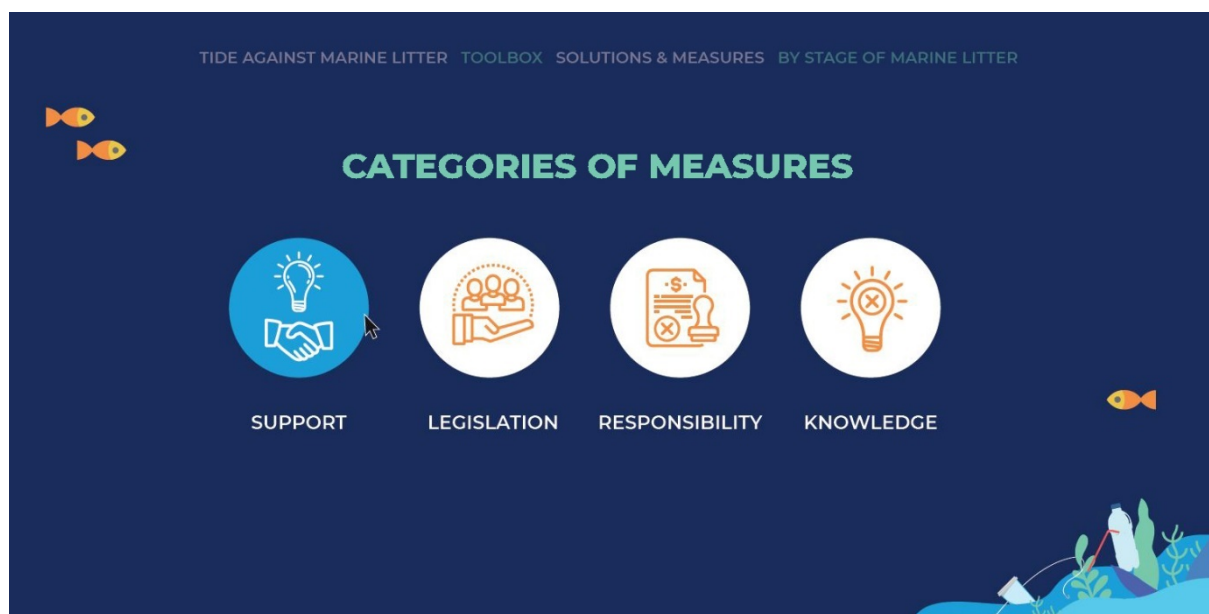 TIDE AGAINST MARINE LITTER TOOLBOX SOLUTIONS & MEASURES BY STAGE OF MARINE LITTER
CATEGORIES OF MEASURES
$
SUPPORT LEGISLATION RESPONSIBILITY KNOWLEDGE